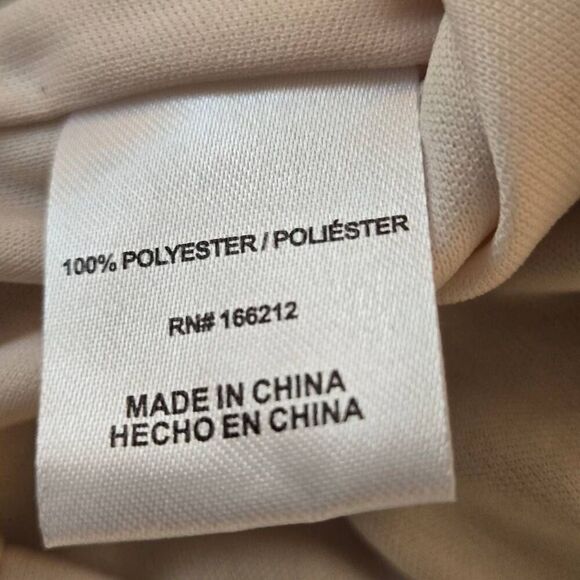 100% POLYESTER / POLIÉSTER
RN# 166212
MADE IN CHINA
HECHO EN CHINA